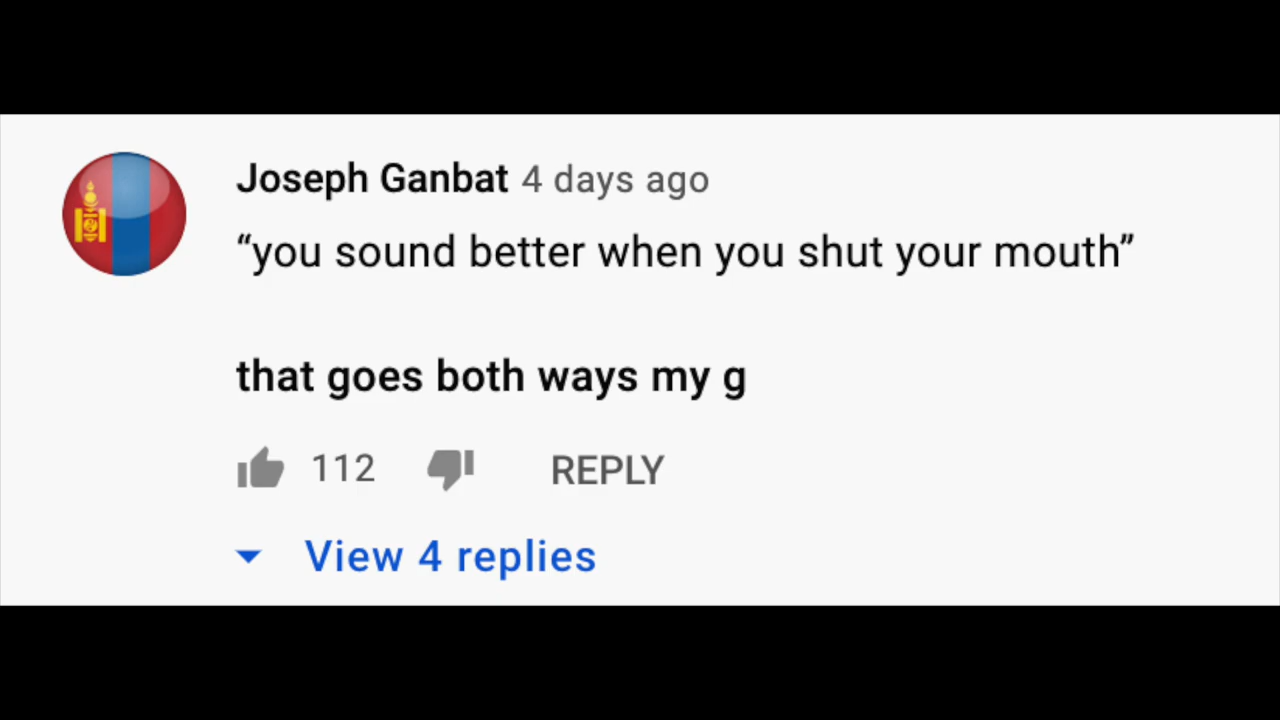 Joseph Ganbat 4 days ago
“you sound better when you shut your mouth”
that goes both ways my g
112 REPLY
View 4 replies